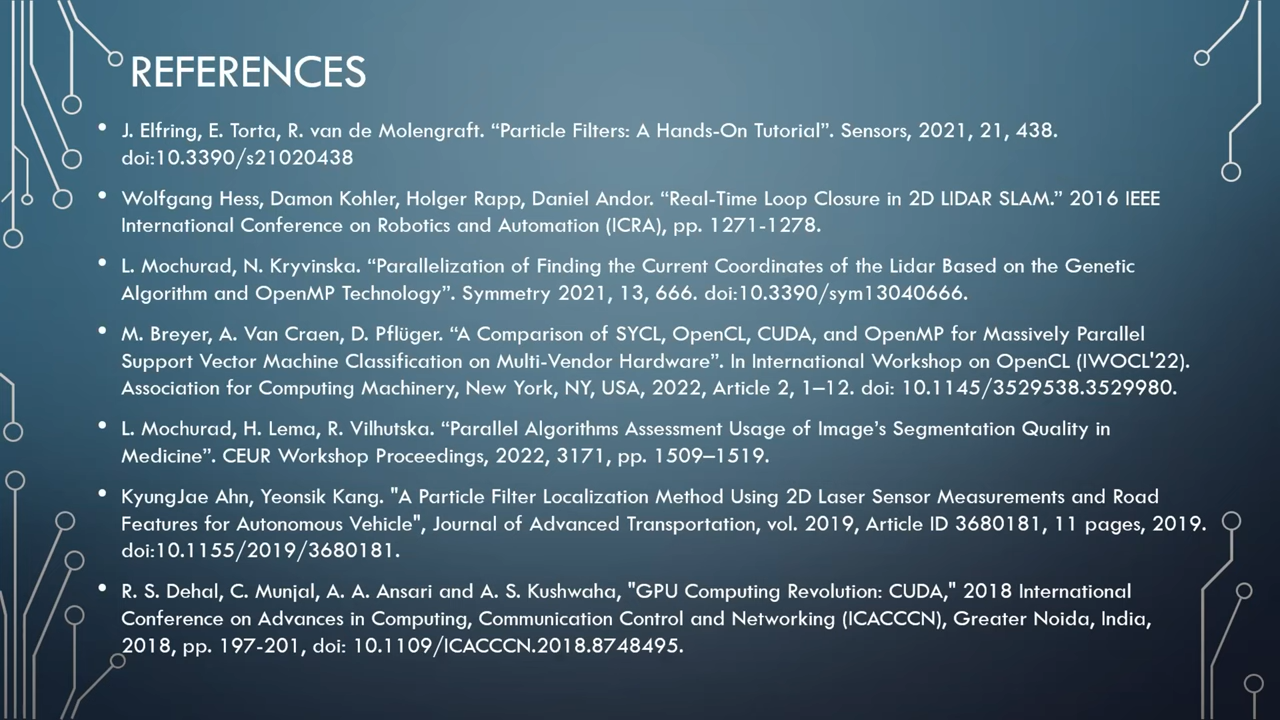 REFERENCES
• J. Elfring, E. Torta, R. van de Molengraft. “Particle Filters: A Hands-On Tutorial”. Sensors, 2021, 21, 438.
doi:10.3390/s21020438
• Wolfgang Hess, Damon Kohler, Holger Rapp, Daniel Andor. “Real-Time Loop Closure in 2D LIDAR SLAM.” 2016 IEEE
International Conference on Robotics and Automation (ICRA), pp. 1271-1278.
• L. Mochurad, N. Kryvinska. “Parallelization of Finding the Current Coordinates of the Lidar Based on the Genetic
Algorithm and OpenMP Technology”. Symmetry 2021, 13, 666. doi:10.3390/sym13040666.
• M. Breyer, A. Van Craen, D. Pflüger. “A Comparison of SYCL, OpenCL, CUDA, and OpenMP for Massively Parallel
Support Vector Machine Classification on Multi-Vendor Hardware”. In International Workshop on OpenCL (IWOCL'22).
Association for Computing Machinery, New York, NY, USA, 2022, Article 2, 1–12. doi: 10.1145/3529538.3529980.
• L. Mochurad, H. Lema, R. Vilhutska. “Parallel Algorithms Assessment Usage of Image’s Segmentation Quality in
Medicine”. CEUR Workshop Proceedings, 2022, 3171, pp. 1509–1519.
• KyungJae Ahn, Yeonsik Kang. "A Particle Filter Localization Method Using 2D Laser Sensor Measurements and Road
Features for Autonomous Vehicle", Journal of Advanced Transportation, vol. 2019, Article ID 3680181, 11 pages, 2019.
doi:10.1155/2019/3680181.
• R. S. Dehal, C. Munjal, A. A. Ansari and A. S. Kushwaha, "GPU Computing Revolution: CUDA," 2018 International
Conference on Advances in Computing, Communication Control and Networking (ICACCCN), Greater Noida, India,
2018, pp. 197-201, doi: 10.1109/ICACCCN.2018.8748495.